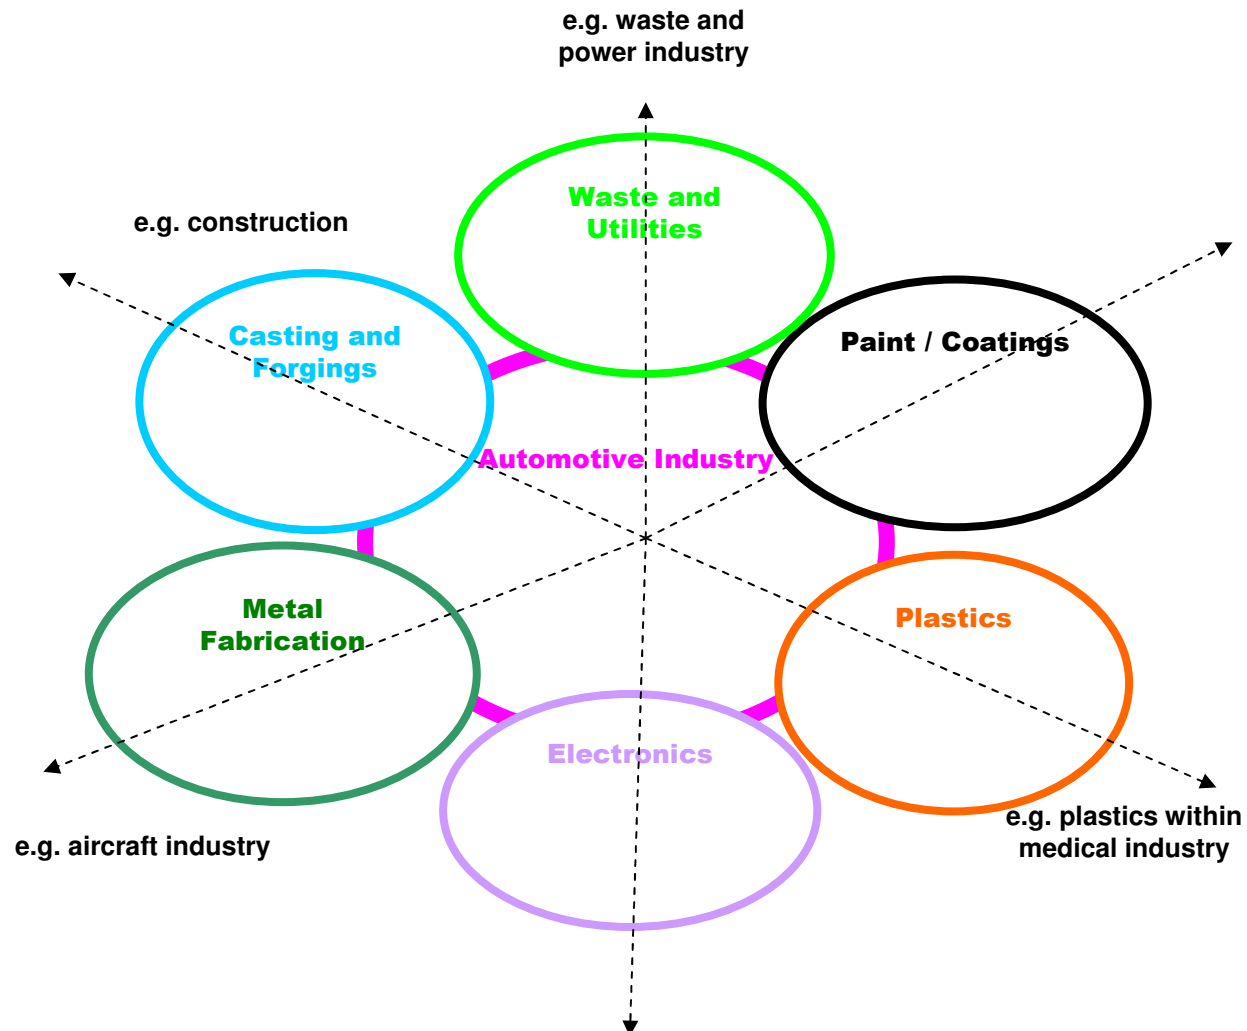 e.g. waste and
power industry
Waste and
Utilities
e.g. construction
Casting and
Forgings
Paint / Coatings
Automotive Industry
Metal
Fabrication
Plastics
Electronics
e.g. aircraft industry
e.g. plastics within
medical industry